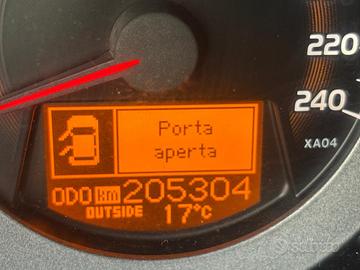 220
240
XA04
Porta
aperta
ODO km 205304
OUTSIDE 17°C